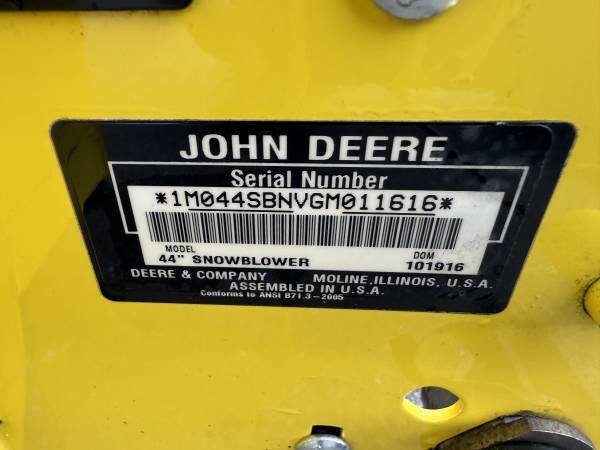 JOHN DEERE
Serial Number
*1M044SBNVGM011616*
MODEL DOM
44" SNOWBLOWER 101916
DEERE & COMPANY MOLINE, ILLINOIS, U.S.A.
ASSEMBLED IN U.S.A.
Conforms to ANSI B71.3-2005